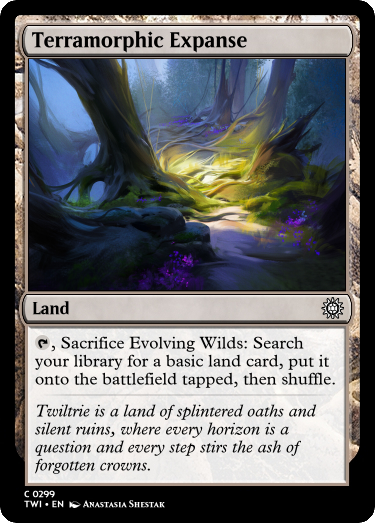 Terramorphic Expanse
Land
, Sacrifice Evolving Wilds: Search
your library for a basic land card, put it
onto the battlefield tapped, then shuffle.
Twiltrie is a land of splintered oaths and
silent ruins, where every horizon is a
question and every step stirs the ash of
forgotten crowns.
C 0299
TWI • EN Anastasia Shestak